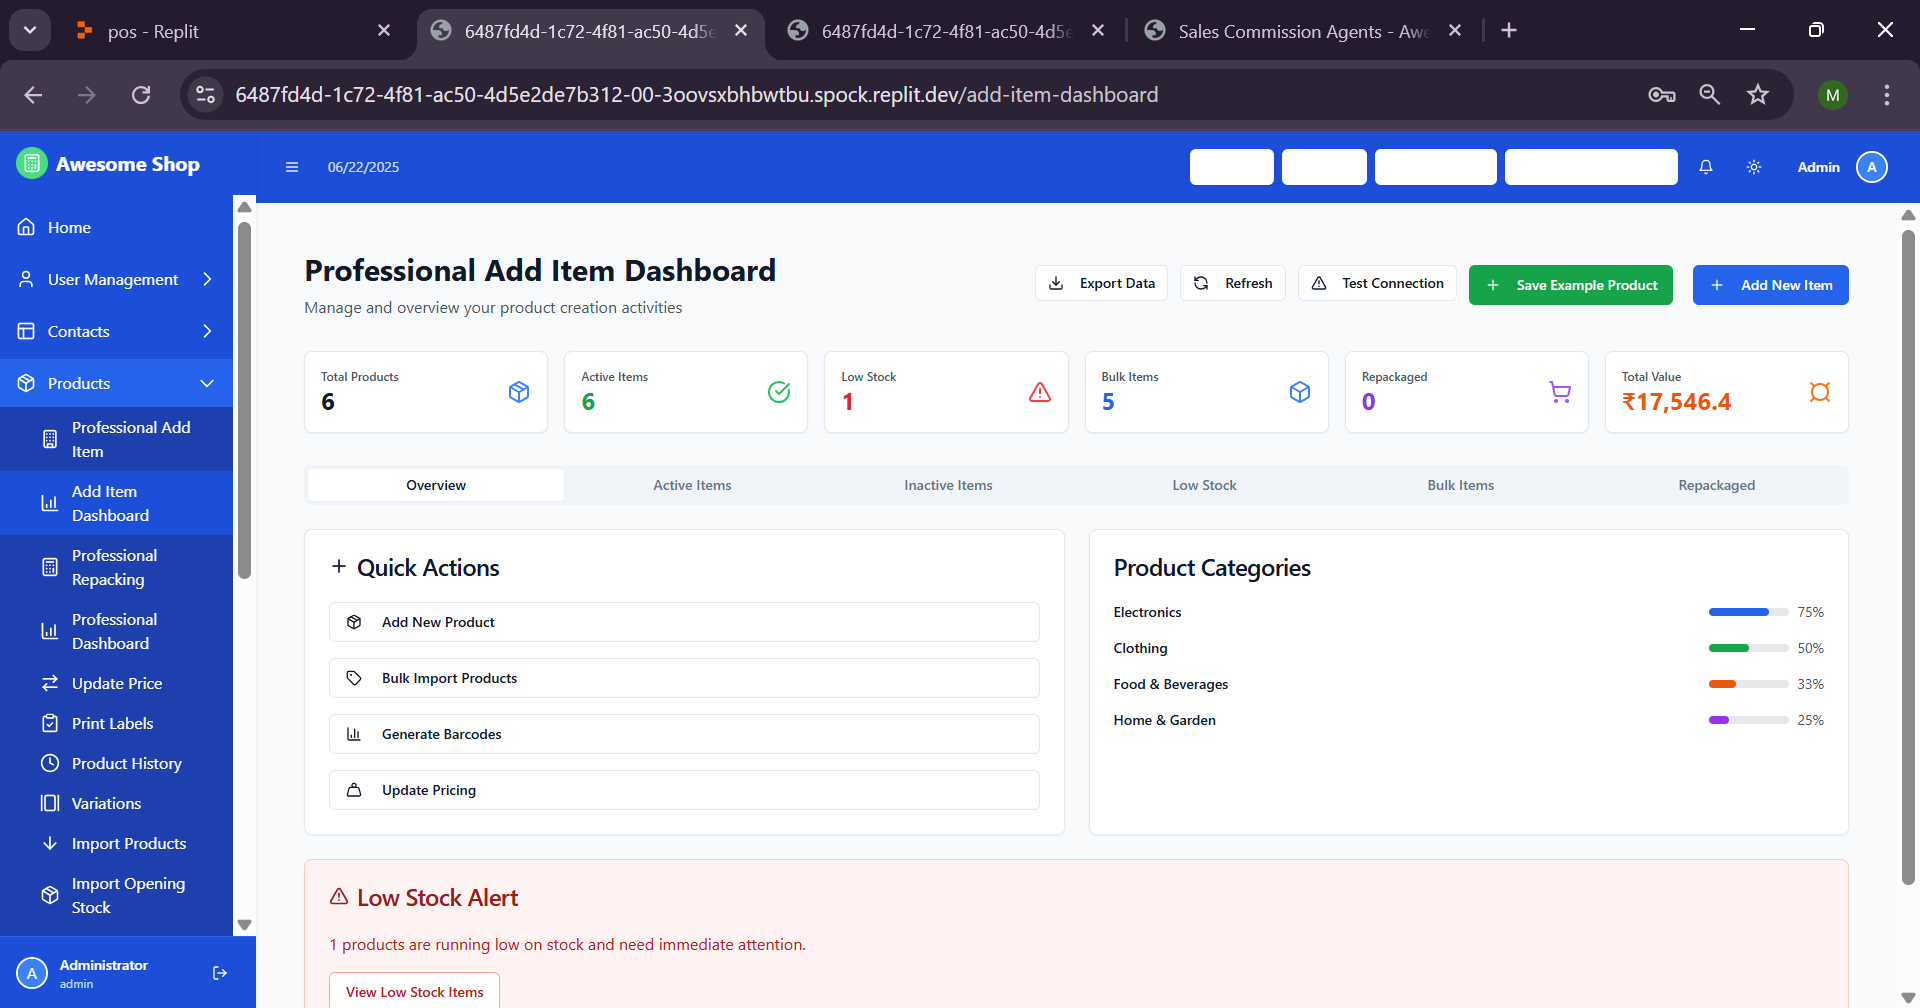 pos - Replit
6487fd4d-1c72-4f81-ac50-4d5e
6487fd4d-1c72-4f81-ac50-4d5e
Sales Commission Agents - Awe
6487fd4d-1c72-4f81-ac50-4d5e2de7b312-00-3oovsxbhbwtbu.spock.replit.dev/add-item-dashboard
M
Awesome Shop
06/22/2025
Admin
A
Home
User Management
Contacts
Products
Professional Add
Item
Add Item
Dashboard
Professional
Repacking
Professional
Dashboard
Update Price
Print Labels
Product History
Variations
Import Products
Import Opening
Stock
A
Administrator
admin
Professional Add Item Dashboard
Manage and overview your product creation activities
Export Data
Refresh
Test Connection
Save Example Product
Add New Item
Total Products
6
Active Items
6
Low Stock
1
Bulk Items
5
Repackaged
0
Total Value
₹17,546.4
Overview
Active Items
Inactive Items
Low Stock
Bulk Items
Repackaged
Quick Actions
Add New Product
Bulk Import Products
Generate Barcodes
Update Pricing
Product Categories
Electronics 75%
Clothing 50%
Food & Beverages 33%
Home & Garden 25%
Low Stock Alert
1 products are running low on stock and need immediate attention.
View Low Stock Items